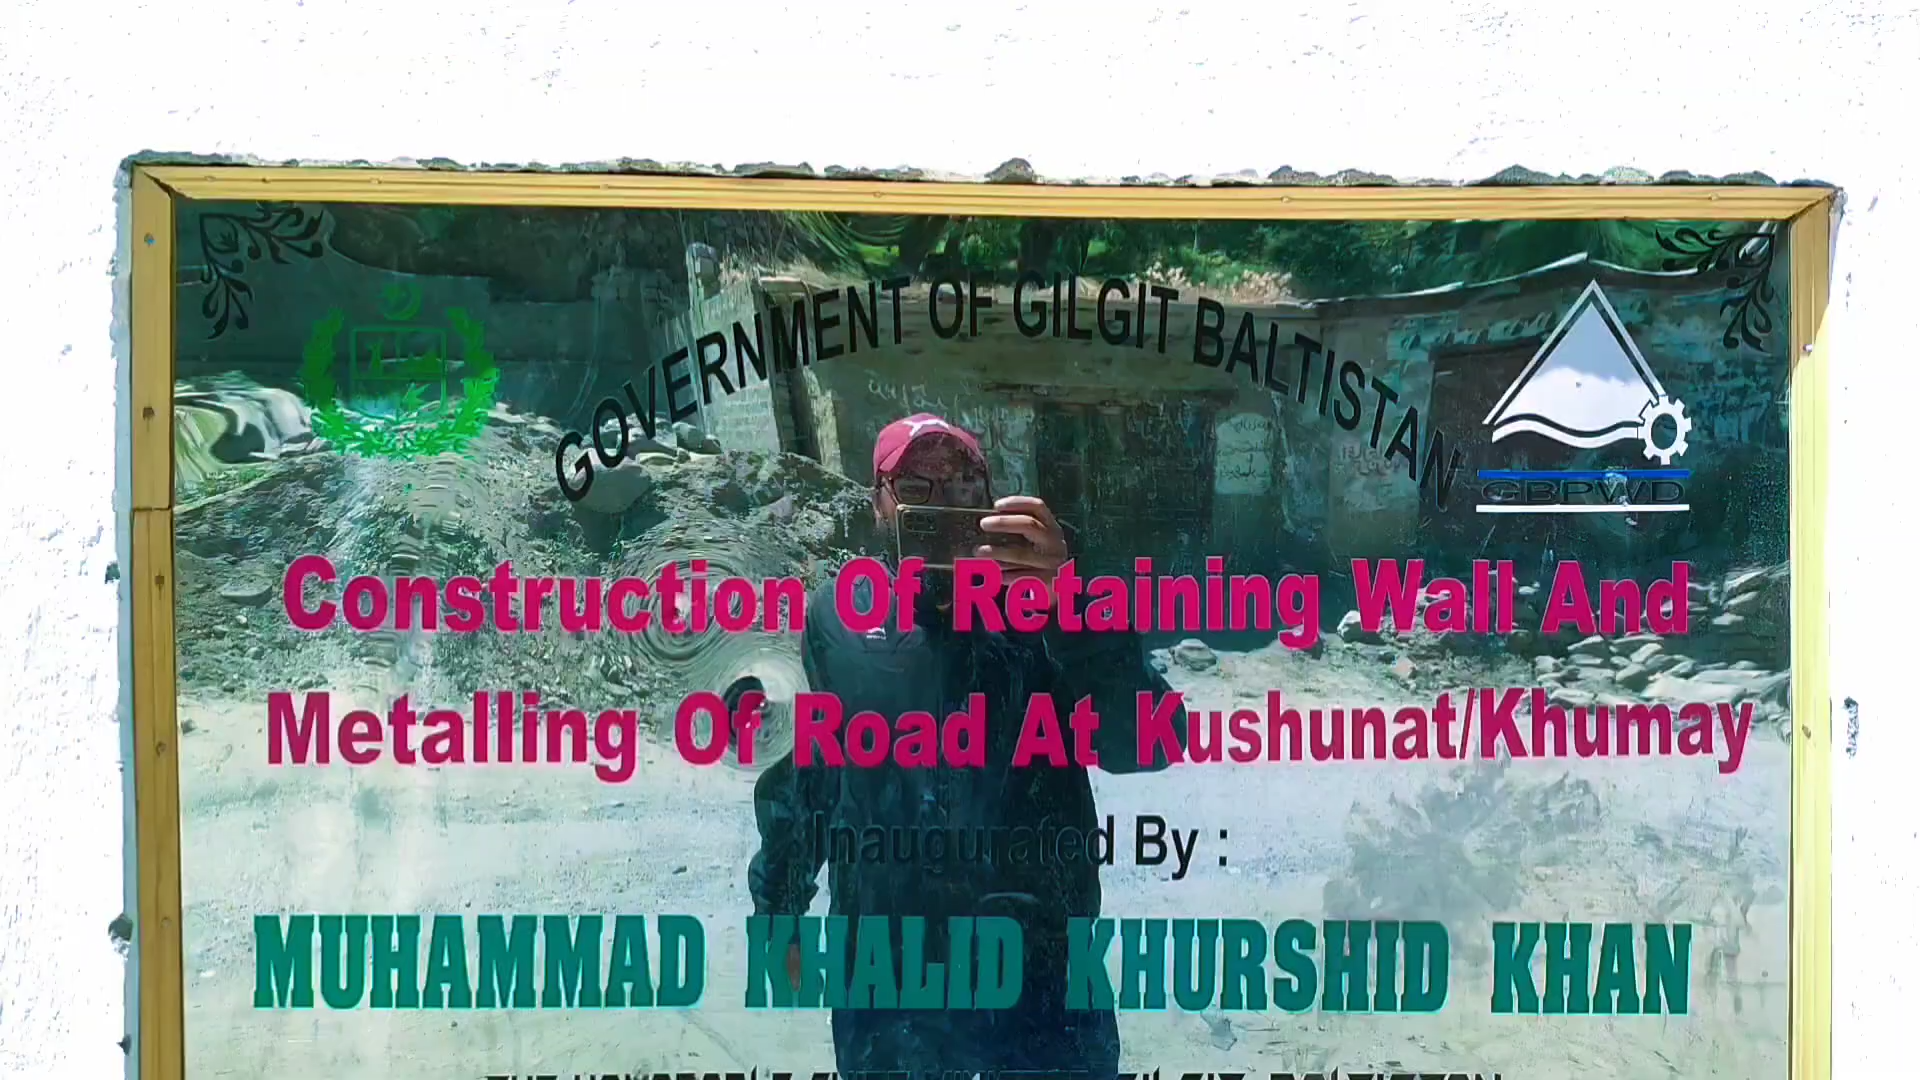 GOVERNMENT OF GILGIT BALTISTAN
GBPWD
Construction Of Retaining Wall And
Metalling Of Road At Kushunat/Khumay
Inaugurated By :
MUHAMMAD KHALID KHURSHID KHAN